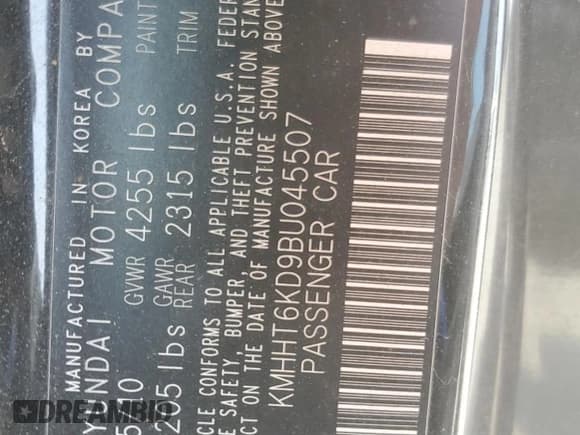 MANUFACTURED IN KOREA BY
YUNDAI MOTOR COMPA
GVWR 4255 lbs PAINT
GAWR
REAR 2315 lbs TRIM
lbs
CLE CONFORMS TO ALL APPLICABLE U.S.A. FEDER
E SAFETY, BUMPER, AND THEFT PREVENTION STAN
CT ON THE DATE OF MANUFACTURE SHOWN ABOVE
KMHHT6KD9BU045507
PASSENGER CAR
DREAMBID